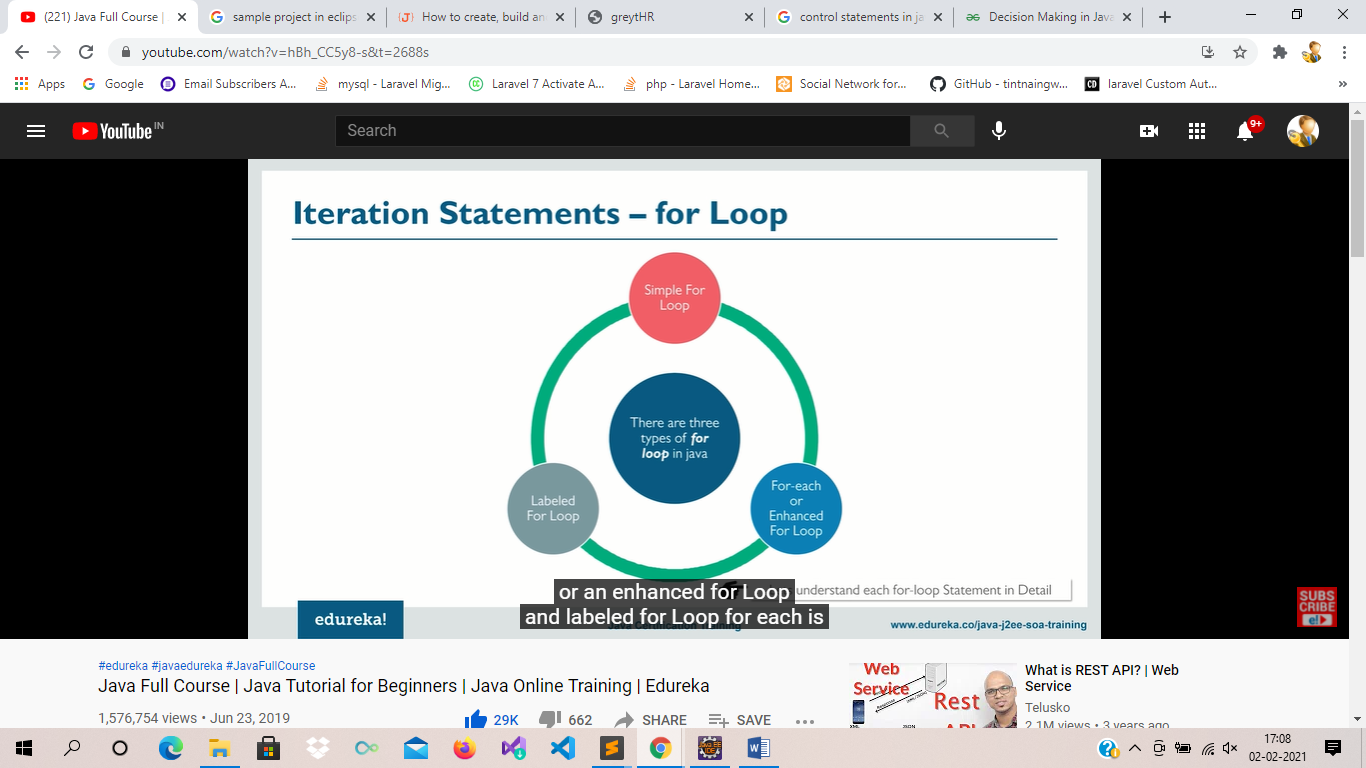 (221) Java Full Course |
sample project in eclips
How to create, build an
greytHR
control statements in ja
Decision Making in Java
youtube.com/watch?v=hBh_CC5y8-s&t=2688s
Apps
Google
Email Subscribers A...
mysql - Laravel Mig...
Laravel 7 Activate A...
php - Laravel Home...
Social Network for...
GitHub - tintnaingw...
laravel Custom Aut...
YouTube IN
Search
9+
Iteration Statements – for Loop
Simple For
Loop
There are three
types of for
loop in java
Labeled
For Loop
For-each
or
Enhanced
For Loop
understand each for-loop Statement in Detail
or an enhanced for Loop
and labeled for Loop for each is
edureka!
www.edureka.co/java-j2ee-soa-training
SUBS
CRIBE
e!
#edureka #javaedureka #JavaFullCourse
Java Full Course | Java Tutorial for Beginners | Java Online Training | Edureka
1,576,754 views • Jun 23, 2019
29K
662
SHARE
SAVE
Web
Service
Rest
What is REST API? | Web
Service
Telusko
2.1M views • 3 years ago
17:08
02-02-2021